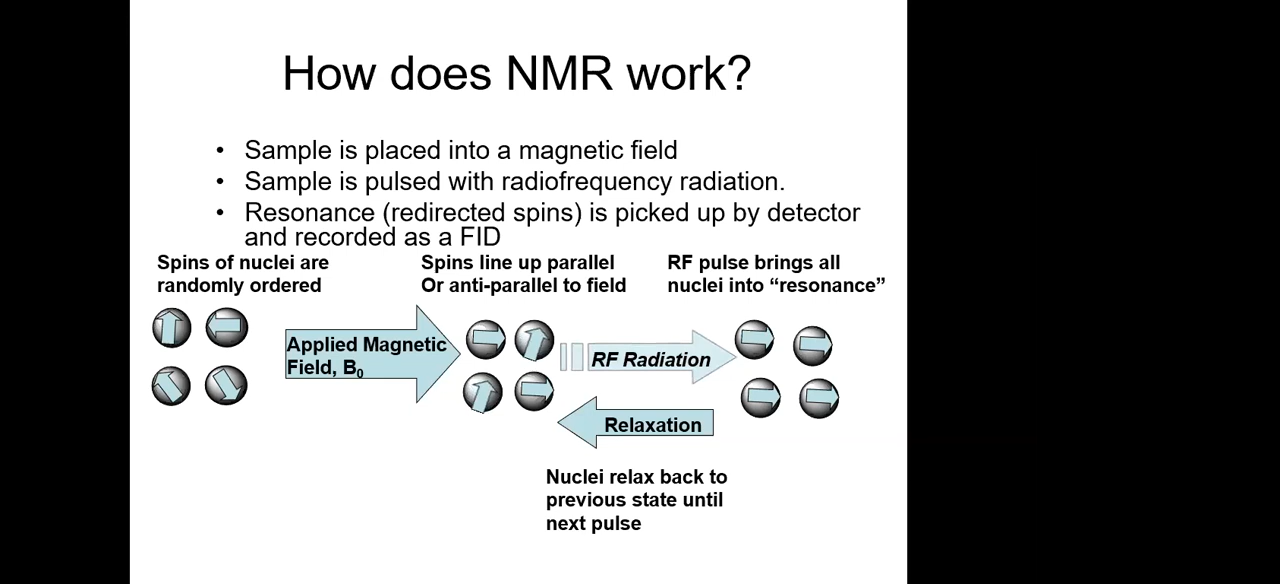 How does NMR work?
• Sample is placed into a magnetic field
• Sample is pulsed with radiofrequency radiation.
• Resonance (redirected spins) is picked up by detector
and recorded as a FID
Spins of nuclei are
randomly ordered
Spins line up parallel
Or anti-parallel to field
RF pulse brings all
nuclei into “resonance”
Applied Magnetic
Field, B₀
RF Radiation
Relaxation
Nuclei relax back to
previous state until
next pulse